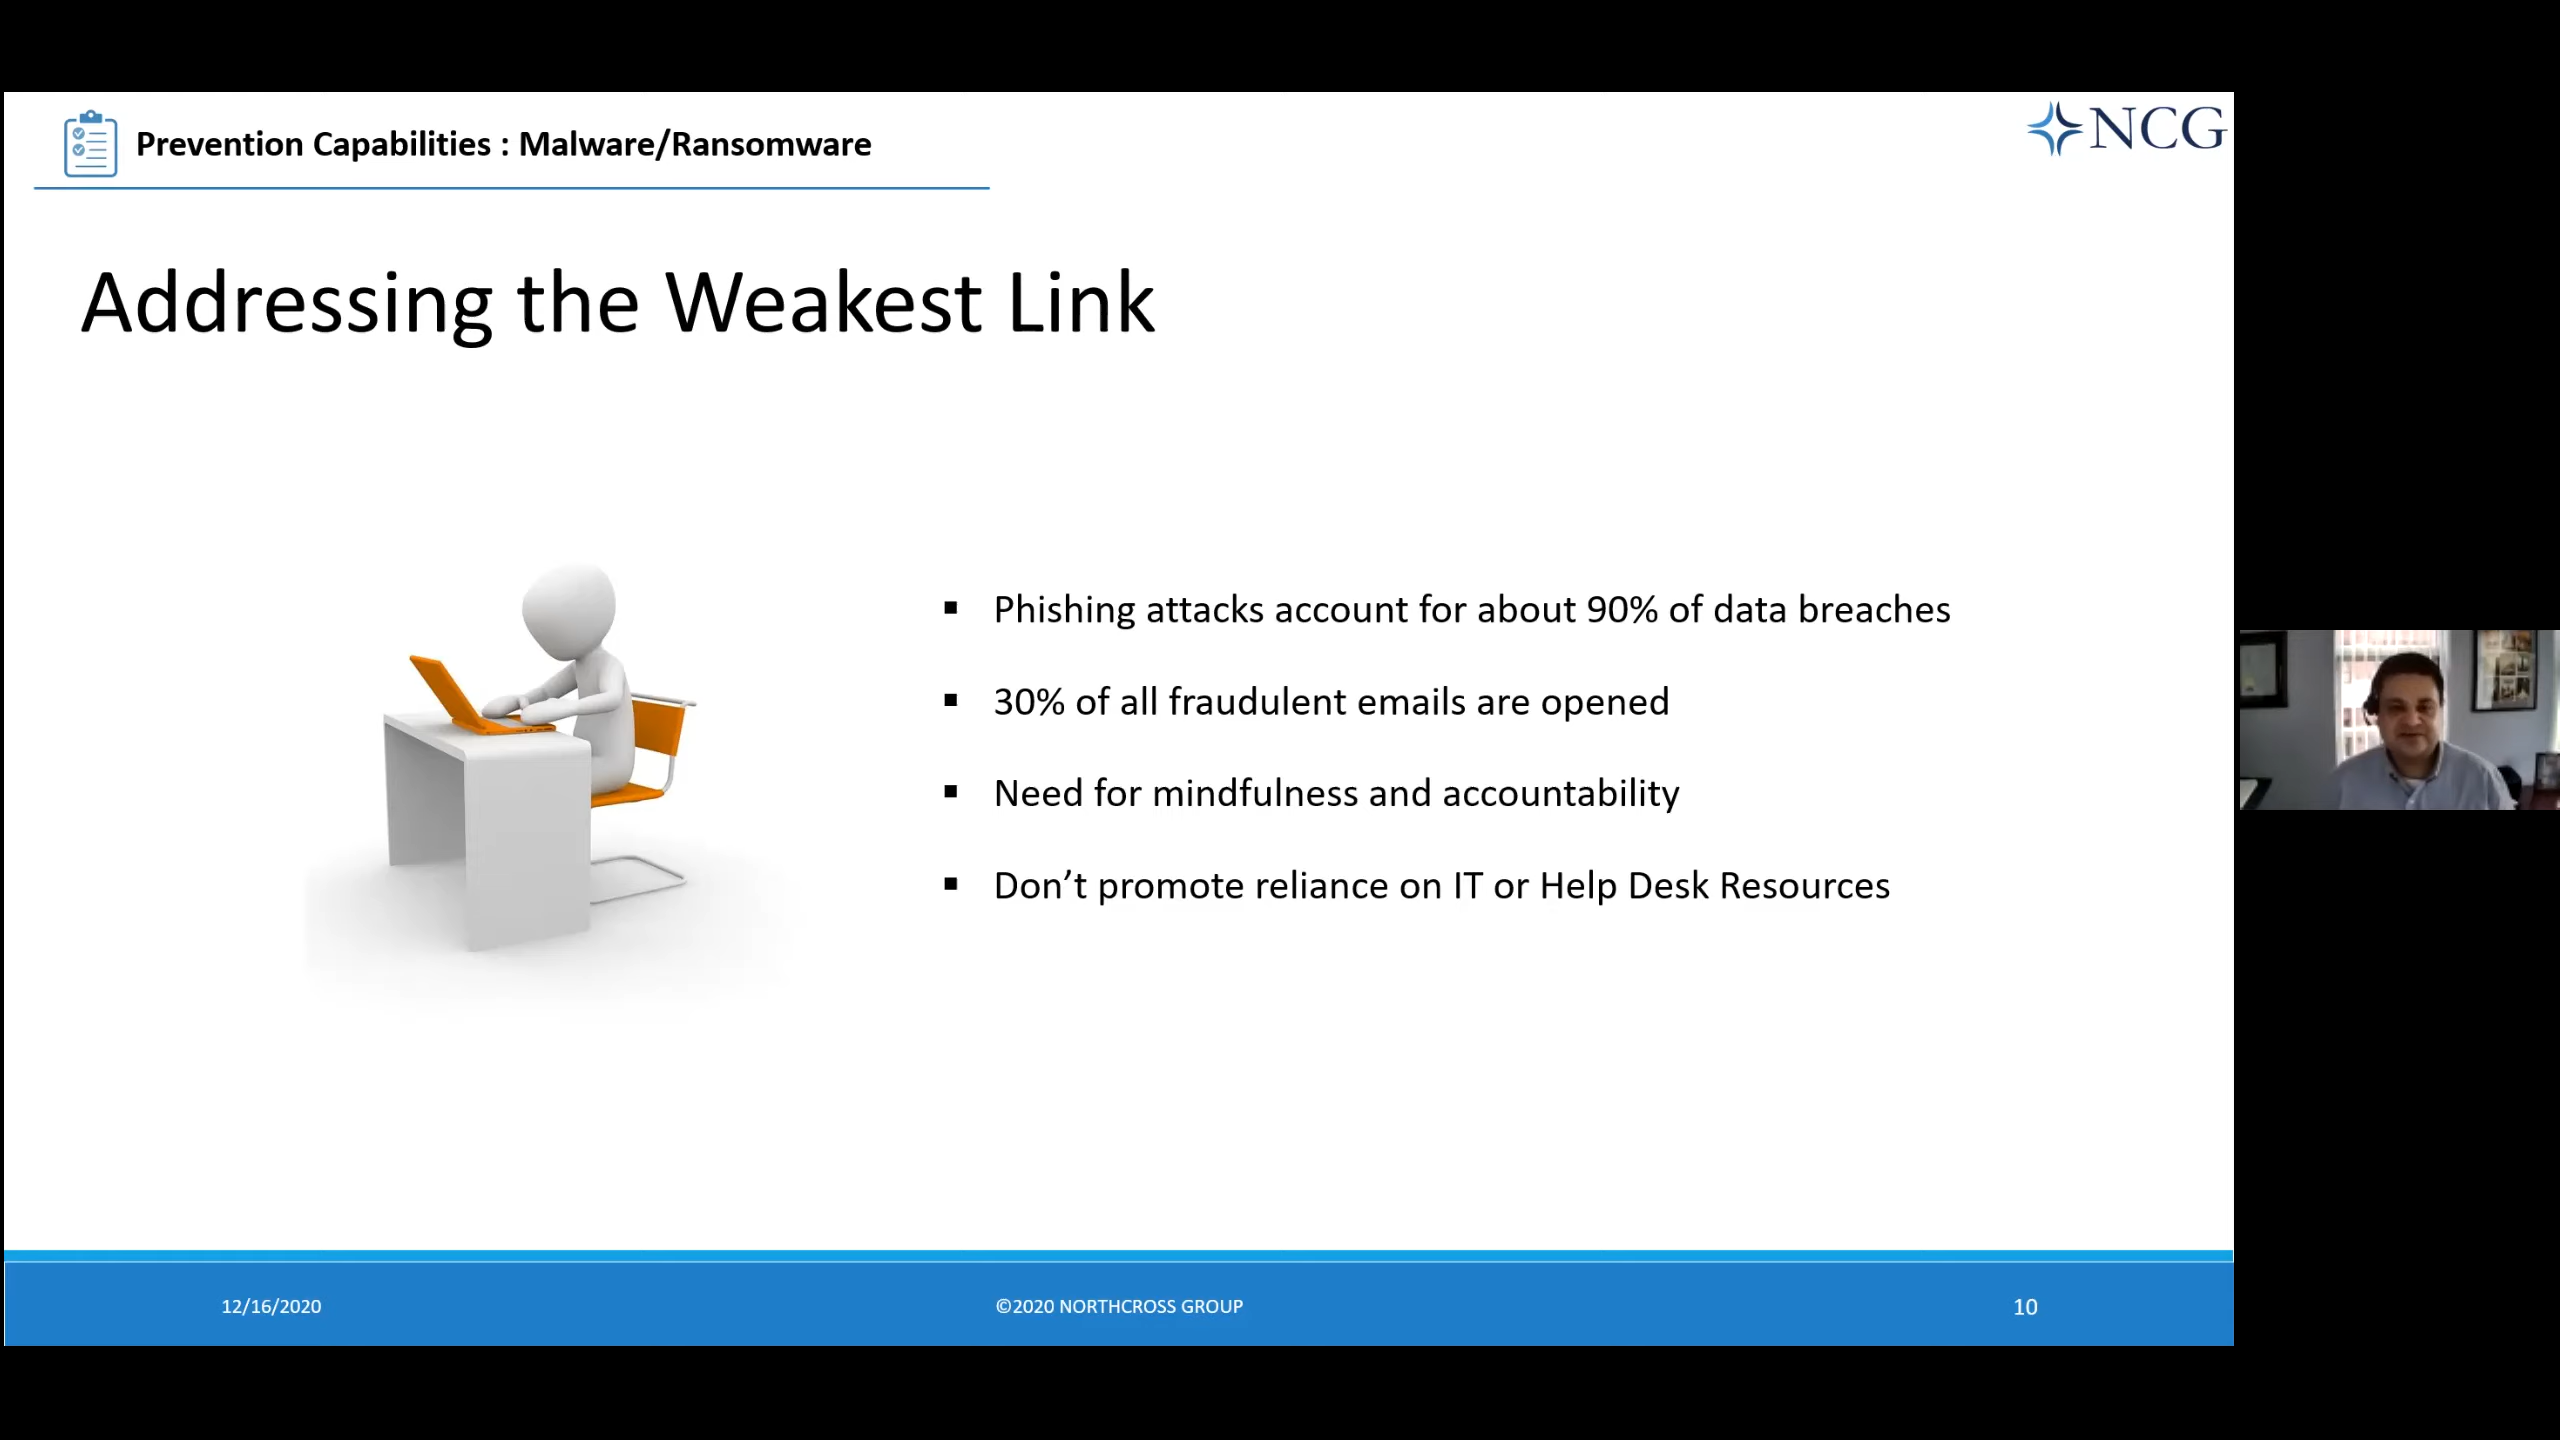 Prevention Capabilities : Malware/Ransomware
NCG
Addressing the Weakest Link
▪ Phishing attacks account for about 90% of data breaches
▪ 30% of all fraudulent emails are opened
▪ Need for mindfulness and accountability
▪ Don’t promote reliance on IT or Help Desk Resources
12/16/2020
©2020 NORTHCROSS GROUP
10